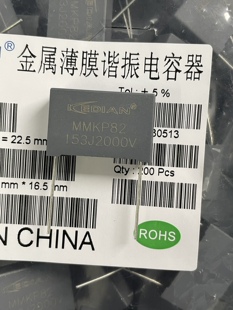 ® 金属薄膜谐振电容器
Tol: ± 5 %
KEDIAN®
MMKP82
153J2000V
= 22.5 mm
30513
Qty: 200 Pcs
mm * 16.5 mm
N CHINA
ROHS